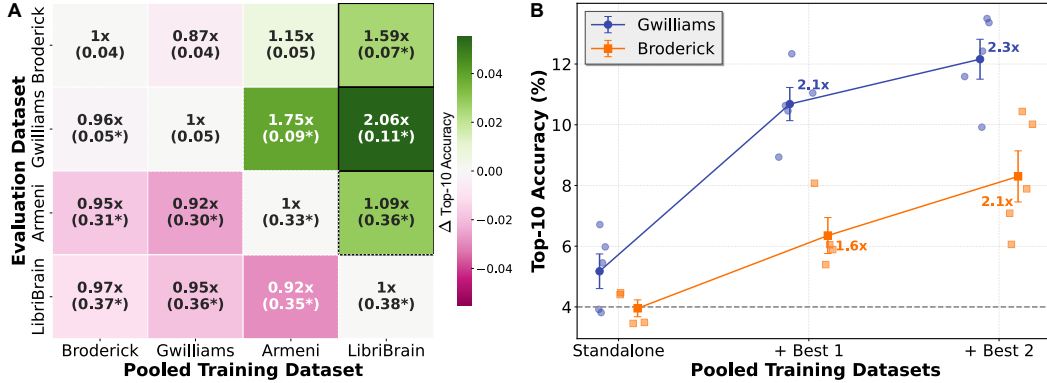 A
Evaluation Dataset
Broderick
Gwilliams
Armeni
LibriBrain
1x
(0.04)
0.87x
(0.04)
1.15x
(0.05)
1.59x
(0.07*)
0.96x
(0.05*)
1x
(0.05)
1.75x
(0.09*)
2.06x
(0.11*)
0.95x
(0.31*)
0.92x
(0.30*)
1x
(0.33*)
1.09x
(0.36*)
0.97x
(0.37*)
0.95x
(0.36*)
0.92x
(0.35*)
1x
(0.38*)
Broderick
Gwilliams
Armeni
LibriBrain
Pooled Training Dataset
0.04
0.02
0.00
−0.02
−0.04
Δ Top-10 Accuracy
B
Gwilliams
Broderick
Top-10 Accuracy (%)
12
10
8
6
4
2.1x
2.3x
1.6x
2.1x
Standalone
+ Best 1
+ Best 2
Pooled Training Datasets